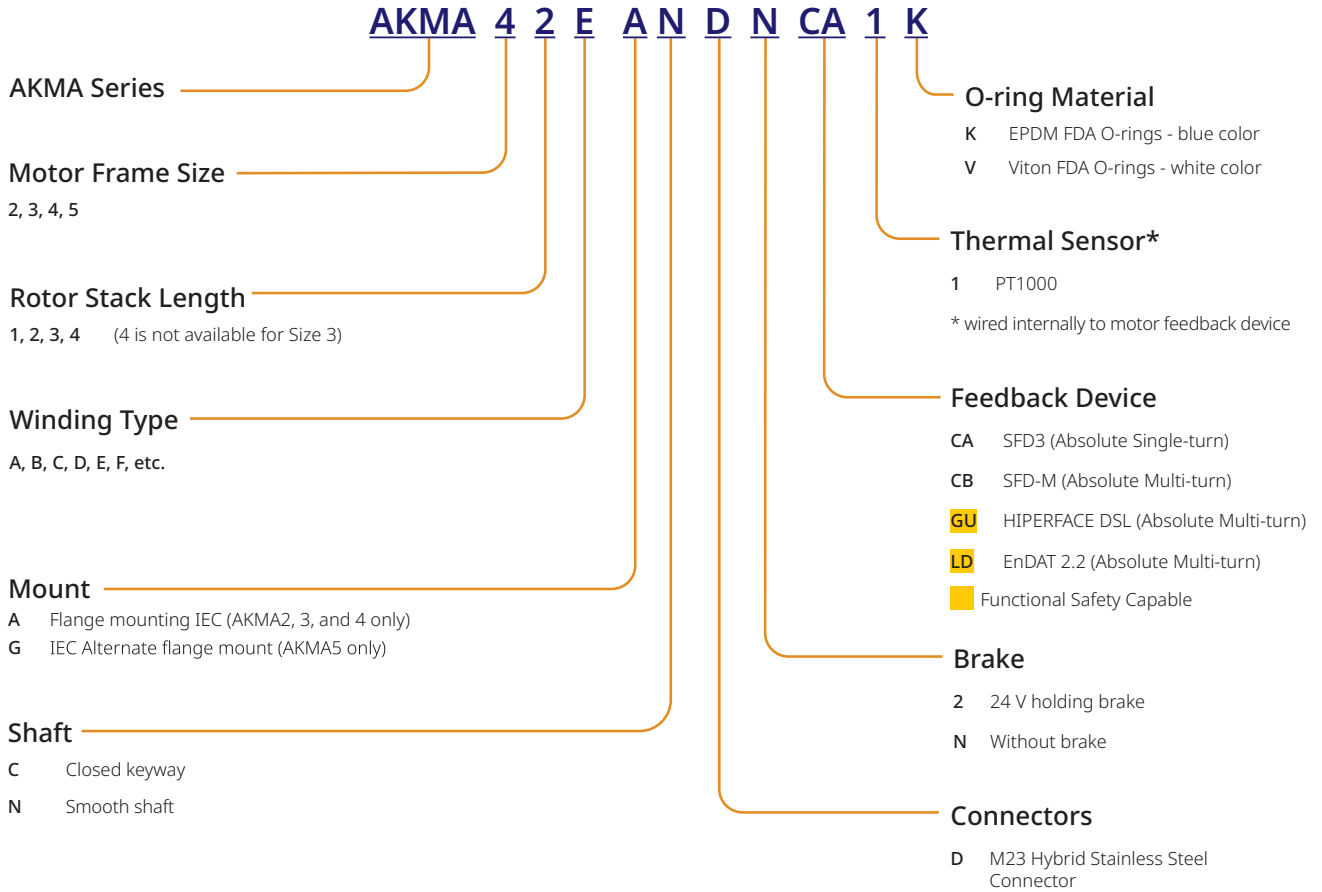 AKMA 4 2 E A N D N CA 1 K
AKMA Series
Motor Frame Size
2, 3, 4, 5
Rotor Stack Length
1, 2, 3, 4 (4 is not available for Size 3)
Winding Type
A, B, C, D, E, F, etc.
Mount
A Flange mounting IEC (AKMA2, 3, and 4 only)
G IEC Alternate flange mount (AKMA5 only)
Shaft
C Closed keyway
N Smooth shaft
O-ring Material
K EPDM FDA O-rings - blue color
V Viton FDA O-rings - white color
Thermal Sensor*
1 PT1000
* wired internally to motor feedback device
Feedback Device
CA SFD3 (Absolute Single-turn)
CB SFD-M (Absolute Multi-turn)
GU HIPERFACE DSL (Absolute Multi-turn)
LD EnDAT 2.2 (Absolute Multi-turn)
Functional Safety Capable
Brake
2 24 V holding brake
N Without brake
Connectors
D M23 Hybrid Stainless Steel
Connector